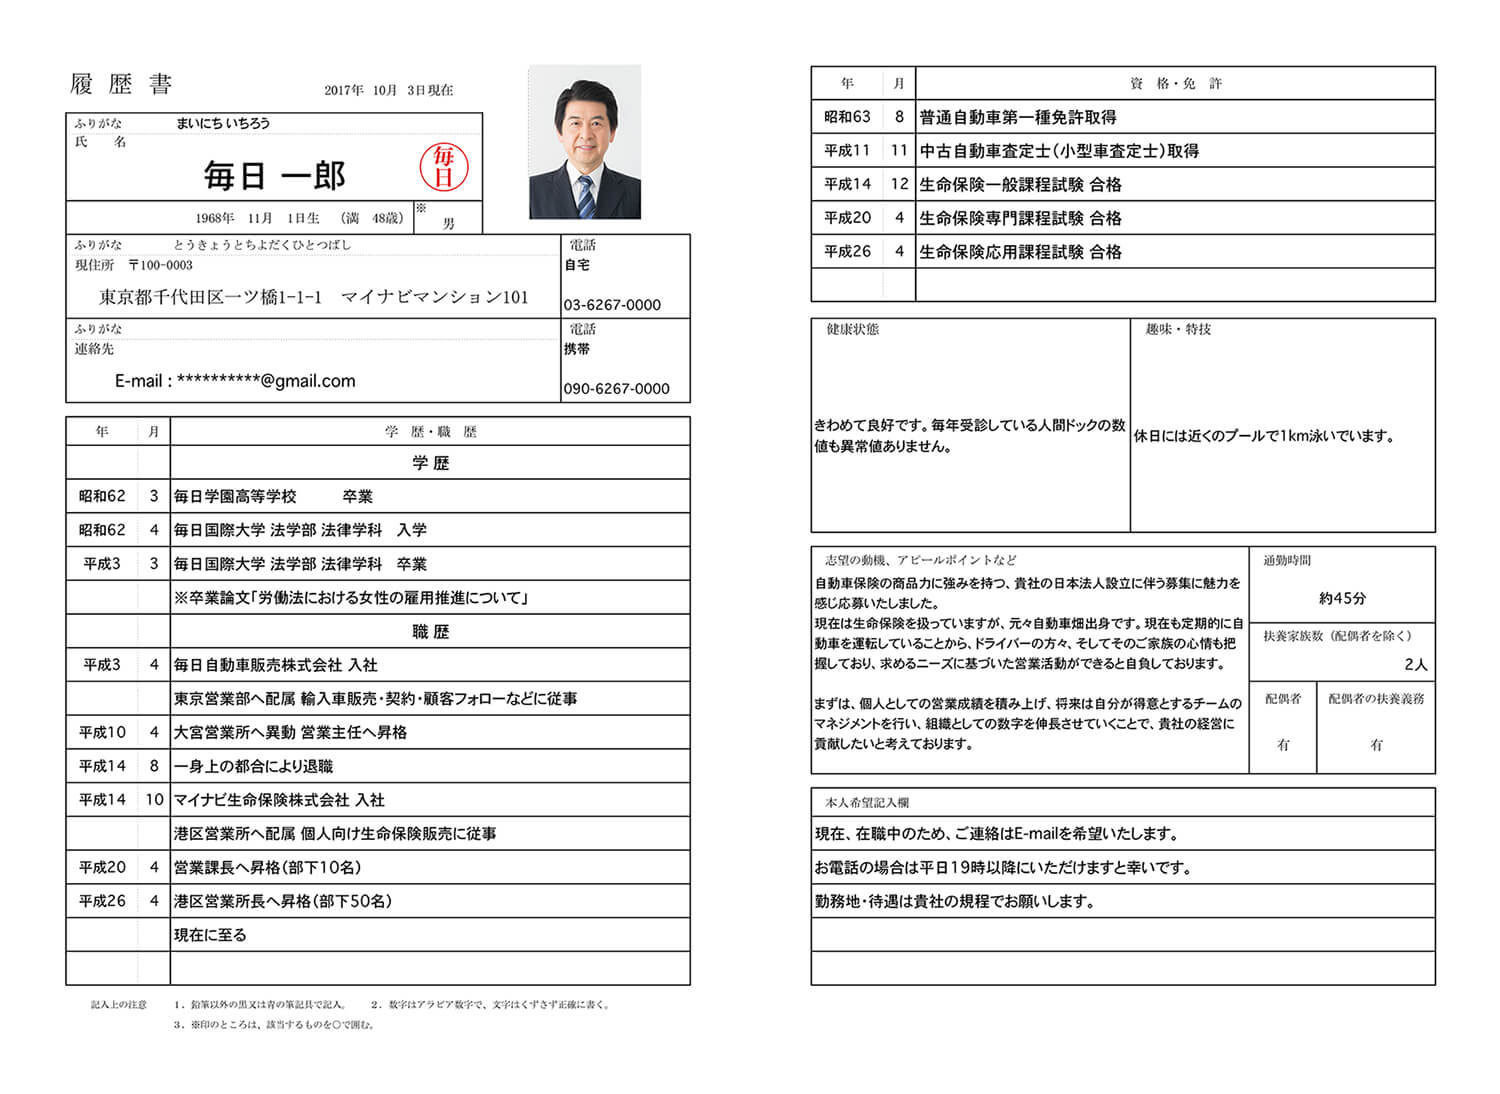 履歴書
2017年 10月 3日現在
ふりがな まいにち いちろう
氏 名
毎日 一郎
毎日
1968年 11月 1日生 (満 48歳)
※
男
ふりがな とうきょうとちよだくひとつばし
現住所 〒100-0003
東京都千代田区一ツ橋1-1-1 マイナビマンション101
電話
自宅
03-6267-0000
ふりがな
連絡先
E-mail : **********@gmail.com
電話
携帯
090-6267-0000
年 月 学 歴・職 歴
学 歴
昭和62 3 毎日学園高等学校 卒業
昭和62 4 毎日国際大学 法学部 法律学科 入学
平成3 3 毎日国際大学 法学部 法律学科 卒業
※卒業論文「労働法における女性の雇用推進について」
職 歴
平成3 4 毎日自動車販売株式会社 入社
東京営業部へ配属 輸入車販売・契約・顧客フォローなどに従事
平成10 4 大宮営業所へ異動 営業主任へ昇格
平成14 8 一身上の都合により退職
平成14 10 マイナビ生命保険株式会社 入社
港区営業所へ配属 個人向け生命保険販売に従事
平成20 4 営業課長へ昇格(部下10名)
平成26 4 港区営業所長へ昇格(部下50名)
現在に至る
記入上の注意 1．鉛筆以外の黒又は青の筆記具で記入。 2．数字はアラビア数字で、文字はくずさず正確に書く。
3．※印のところは、該当するものを○で囲む。
年 月 資 格・免 許
昭和63 8 普通自動車第一種免許取得
平成11 11 中古自動車査定士(小型車査定士)取得
平成14 12 生命保険一般課程試験 合格
平成20 4 生命保険専門課程試験 合格
平成26 4 生命保険応用課程試験 合格
健康状態
きわめて良好です。毎年受診している人間ドックの数
値も異常値ありません。
趣味・特技
休日には近くのプールで1km泳いでいます。
志望の動機、アピールポイントなど
自動車保険の商品力に強みを持つ、貴社の日本法人設立に伴う募集に魅力を
感じ応募いたしました。
現在は生命保険を扱っていますが、元々自動車畑出身です。現在も定期的に自
動車を運転していることから、ドライバーの方々、そしてそのご家族の心情も把
握しており、求めるニーズに基づいた営業活動ができると自負しております。
まずは、個人としての営業成績を積み上げ、将来は自分が得意とするチームの
マネジメントを行い、組織としての数字を伸長させていくことで、貴社の経営に
貢献したいと考えております。
通勤時間
約45分
扶養家族数（配偶者を除く）
2人
配偶者
有
配偶者の扶養義務
有
本人希望記入欄
現在、在職中のため、ご連絡はE-mailを希望いたします。
お電話の場合は平日19時以降にいただけますと幸いです。
勤務地・待遇は貴社の規程でお願いします。